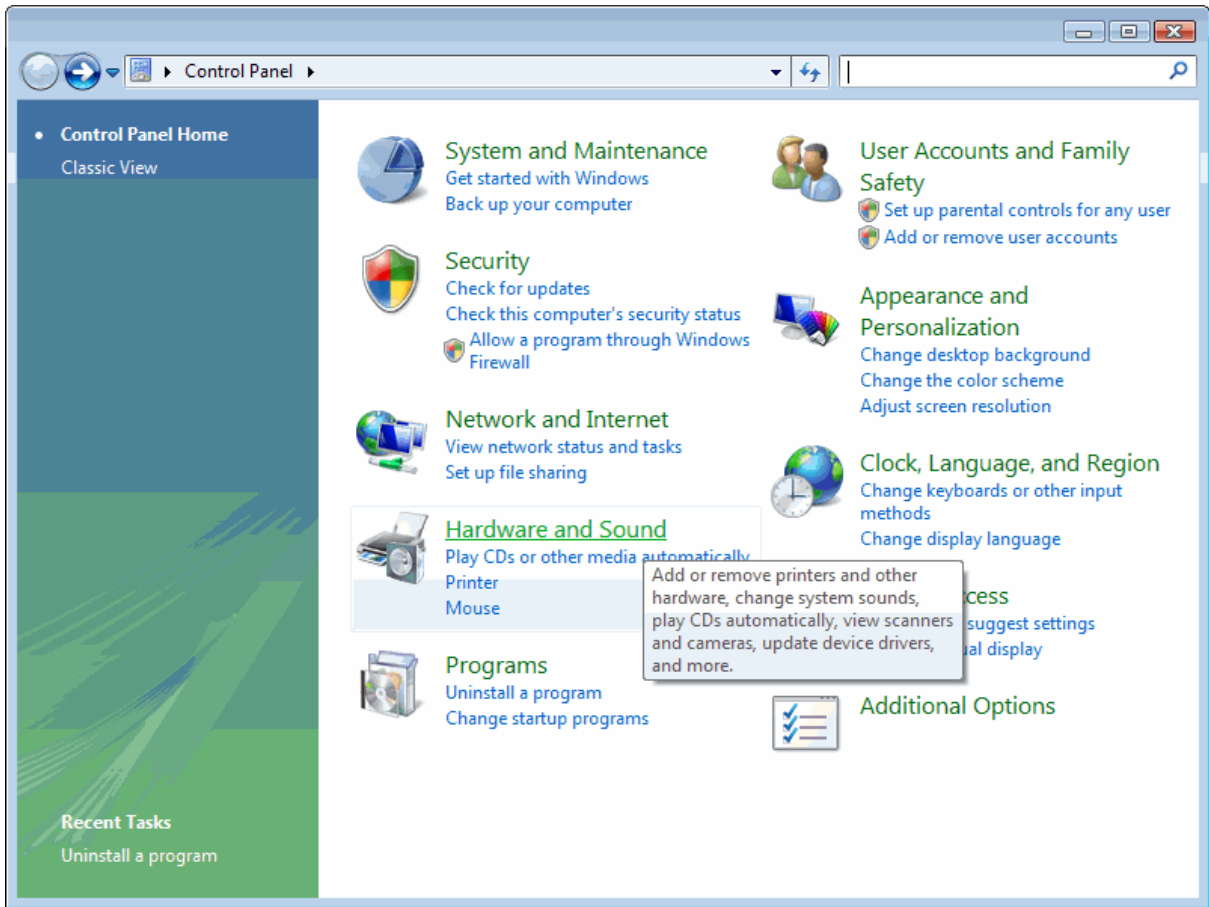 Control Panel
Control Panel Home
Classic View
System and Maintenance
Get started with Windows
Back up your computer
Security
Check for updates
Check this computer's security status
Allow a program through Windows
Firewall
Network and Internet
View network status and tasks
Set up file sharing
Hardware and Sound
Play CDs or other media automatically
Printer
Mouse
Add or remove printers and other
hardware, change system sounds,
play CDs automatically, view scanners
and cameras, update device drivers,
and more.
Programs
Uninstall a program
Change startup programs
User Accounts and Family
Safety
Set up parental controls for any user
Add or remove user accounts
Appearance and
Personalization
Change desktop background
Change the color scheme
Adjust screen resolution
Clock, Language, and Region
Change keyboards or other input
methods
Change display language
suggest settings
display
Additional Options
Recent Tasks
Uninstall a program